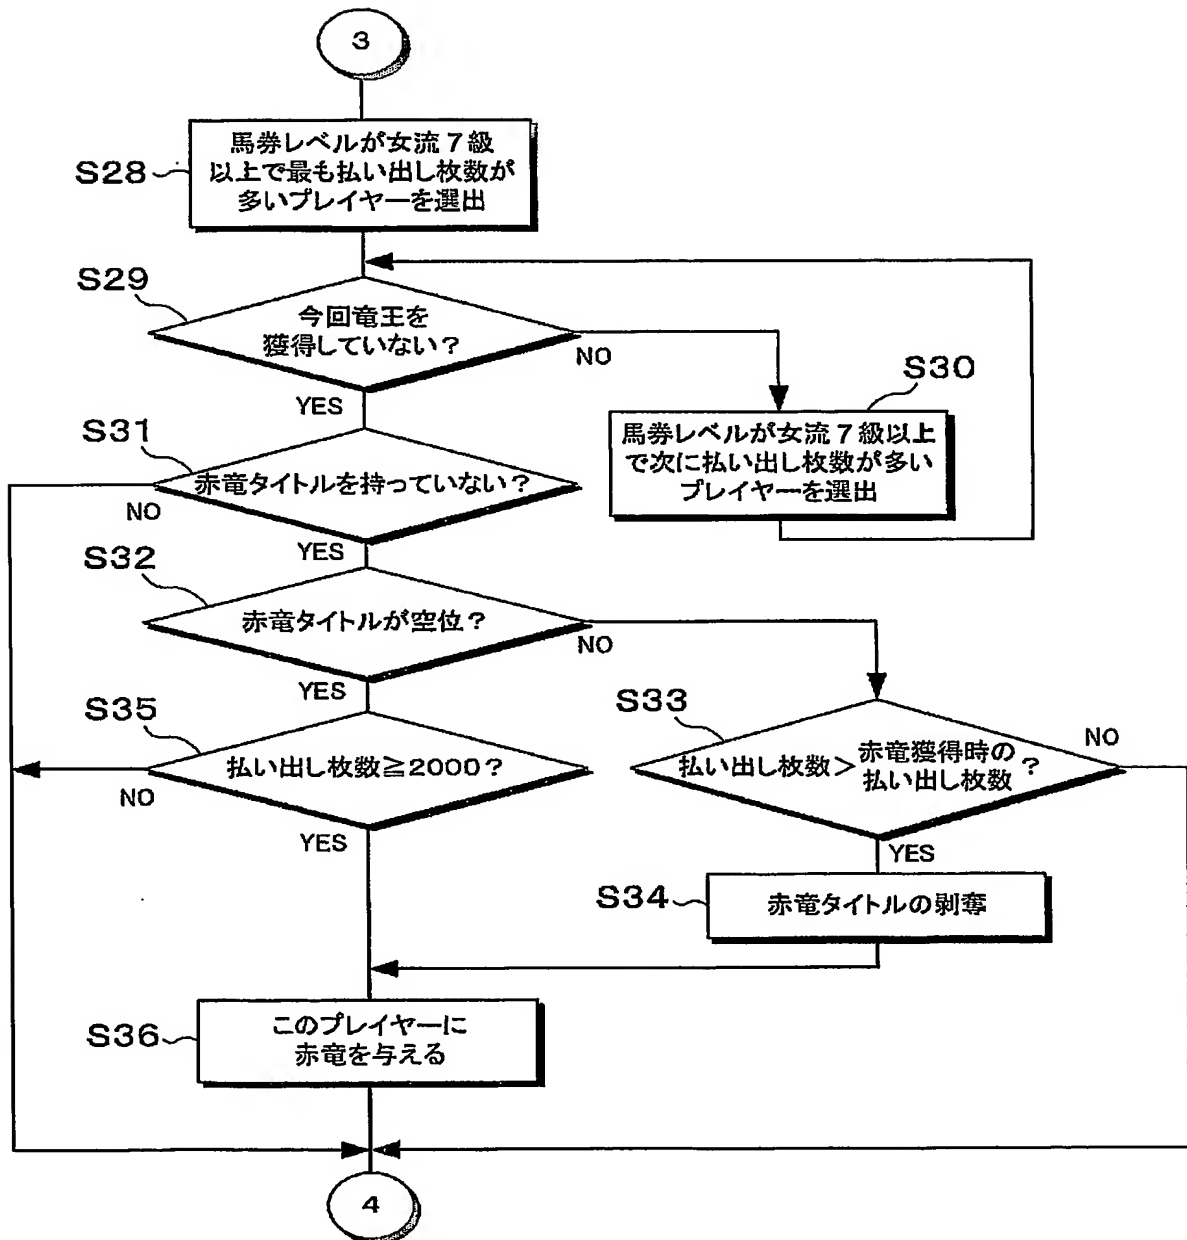 3
S28
馬券レベルが女流7級
以上で最も払い出し枚数が
多いプレイヤーを選出
S29
今回竜王を
獲得していない?
NO
YES
S30
馬券レベルが女流7級以上
で次に払い出し枚数が多い
プレイヤーを選出
S31
赤竜タイトルを持っていない?
NO
YES
S32
赤竜タイトルが空位?
NO
YES
S35
払い出し枚数≧2000?
NO
YES
S33
払い出し枚数>赤竜獲得時の
払い出し枚数?
NO
YES
S34
赤竜タイトルの剥奪
S36
このプレイヤーに
赤竜を与える
4